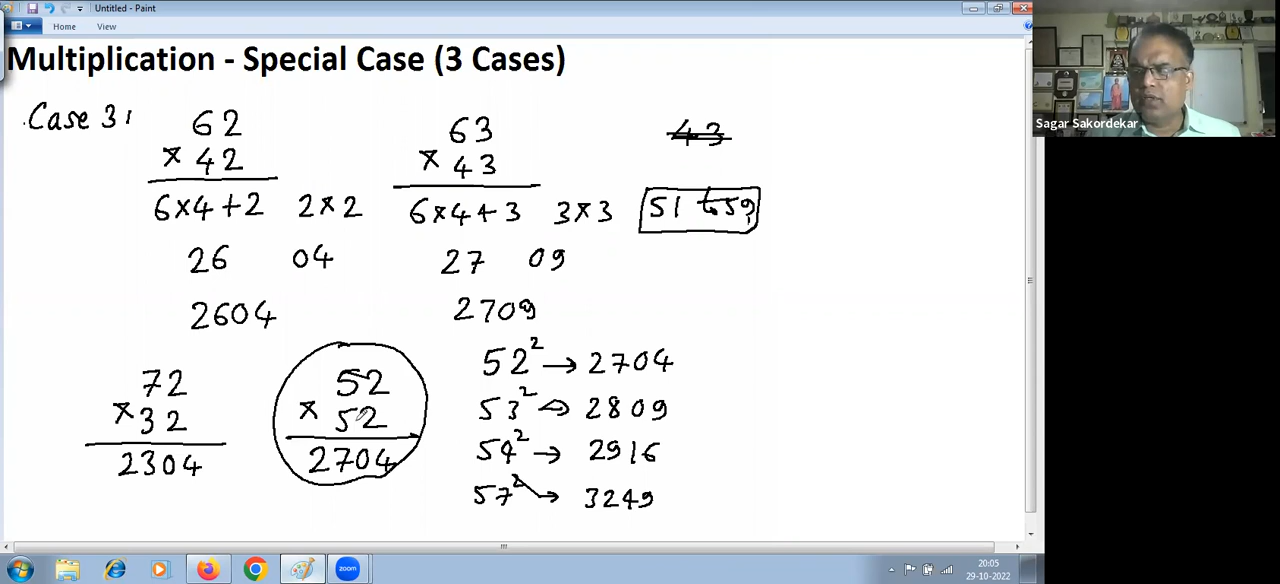 Untitled - Paint
Home View
Multiplication - Special Case (3 Cases)
Case 3:
62
× 42
6×4+2 2×2
26 04
2604
63
× 43
6×4+3 3×3
27 09
2709
43
51 to 59
72
× 32
2304
52
× 52
2704
52² → 2704
53² → 2809
54² → 2916
57² → 3249
Sagar Sakordekar
zoom
20:05
29-10-2022